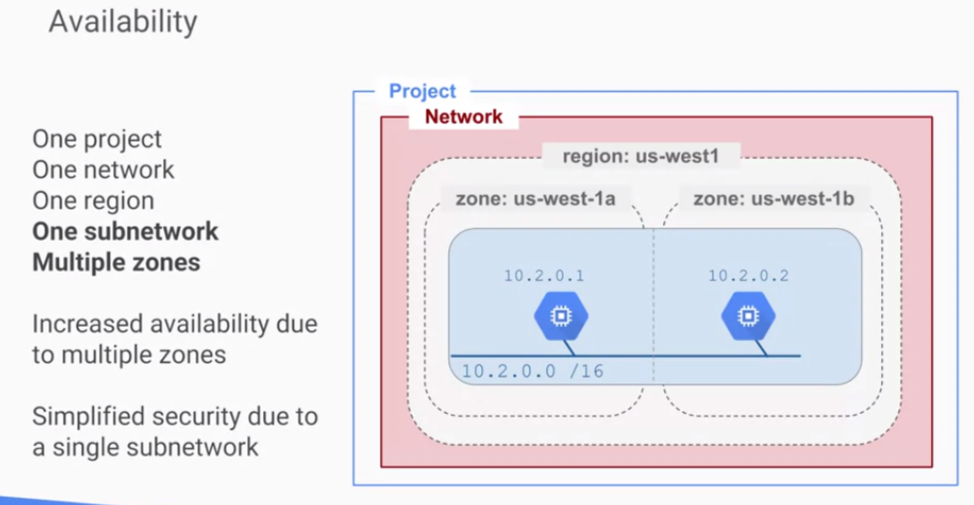 Availability
One project
One network
One region
One subnetwork
Multiple zones
Increased availability due
to multiple zones
Simplified security due to
a single subnetwork
Project
Network
region: us-west1
zone: us-west-1a
zone: us-west-1b
10.2.0.1
10.2.0.2
10.2.0.0 /16